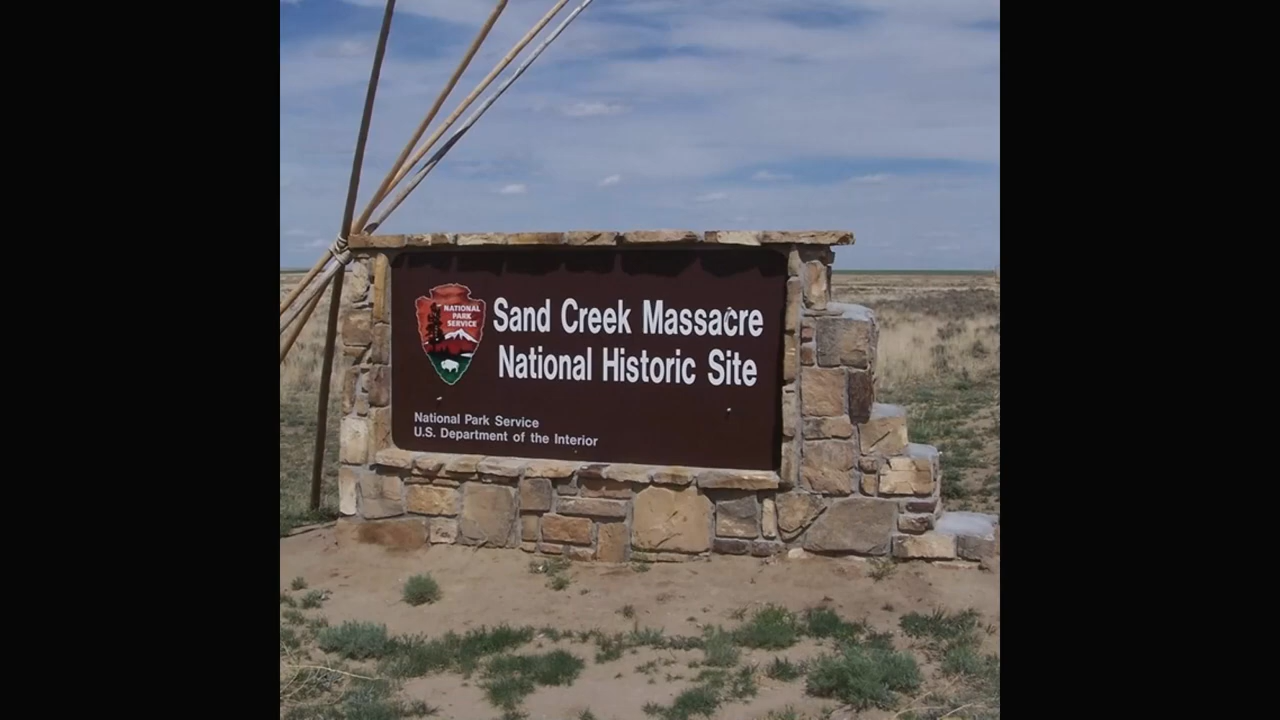 NATIONAL
PARK
SERVICE
Sand Creek Massacre
National Historic Site
National Park Service
U.S. Department of the Interior